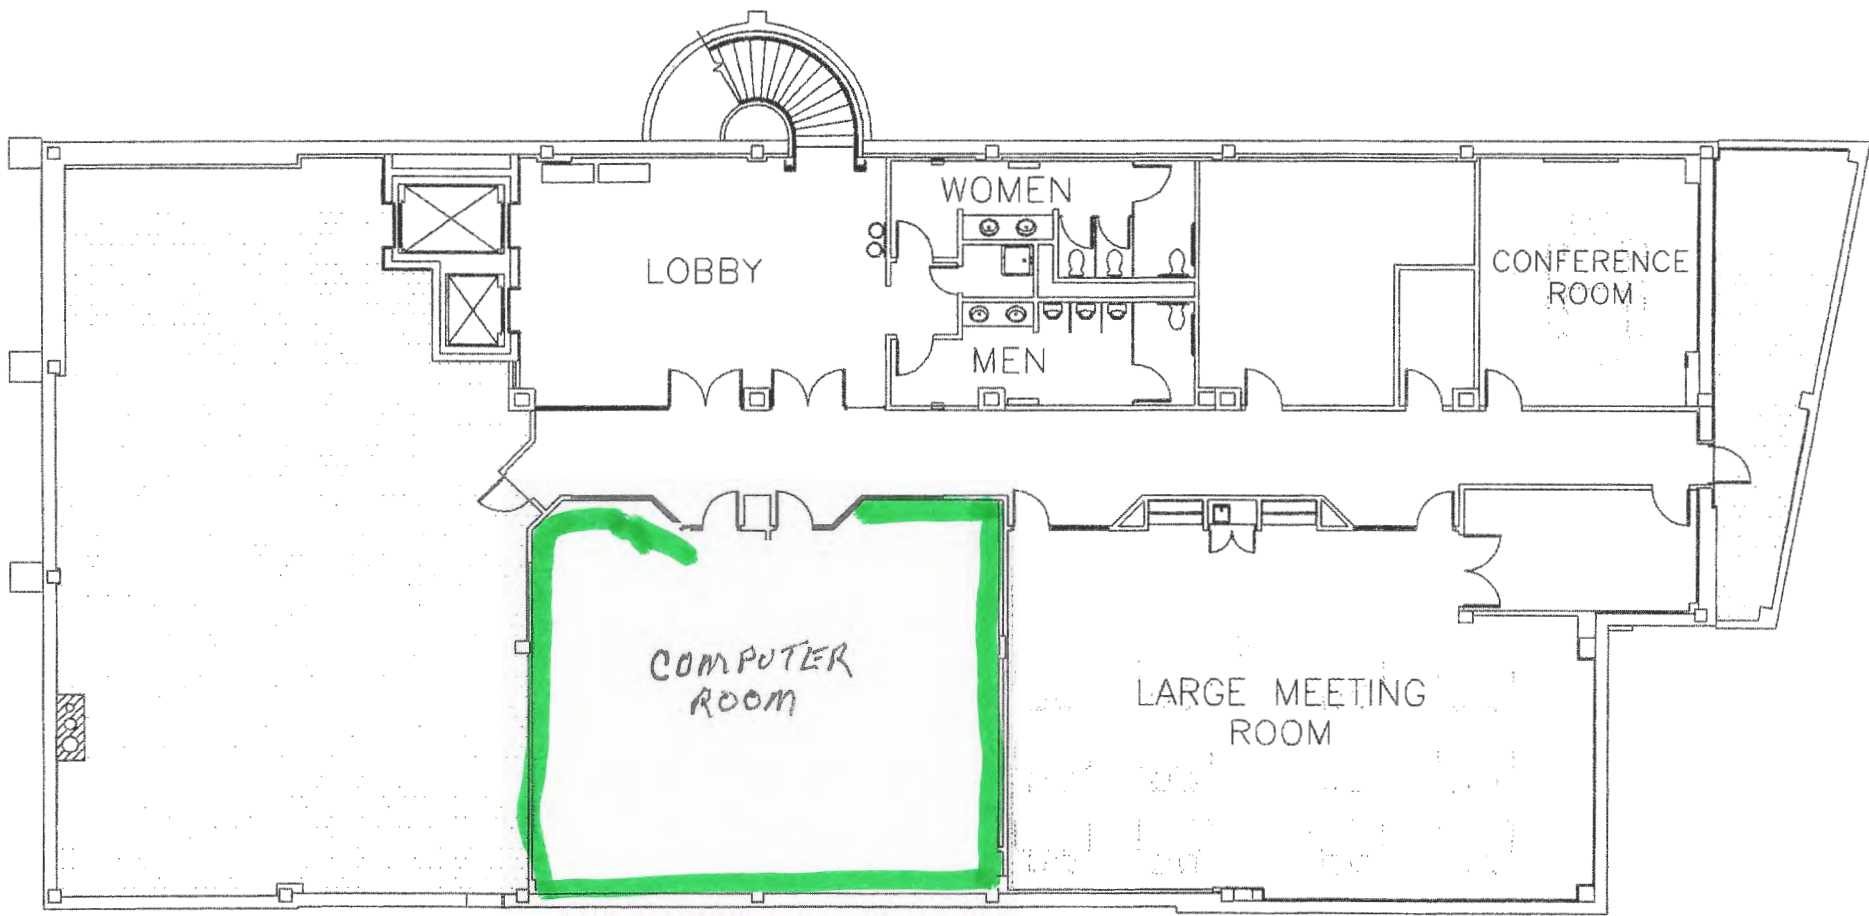 WOMEN
LOBBY
CONFERENCE
ROOM
MEN
COMPUTER
ROOM
LARGE MEETING
ROOM